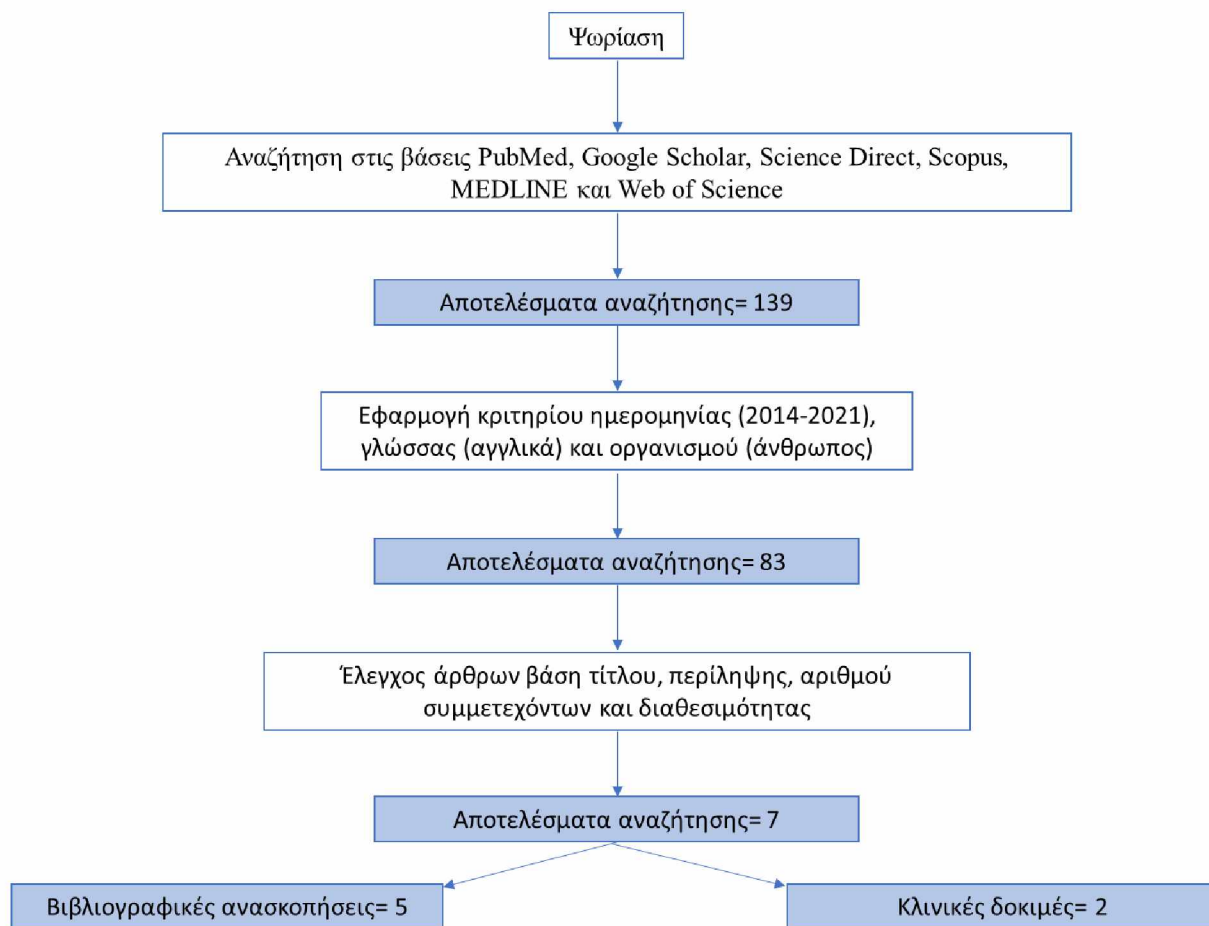 Ψωρίαση
Αναζήτηση στις βάσεις PubMed, Google Scholar, Science Direct, Scopus,
MEDLINE και Web of Science
Αποτελέσματα αναζήτησης= 139
Εφαρμογή κριτηρίου ημερομηνίας (2014-2021),
γλώσσας (αγγλικά) και οργανισμού (άνθρωπος)
Αποτελέσματα αναζήτησης= 83
Έλεγχος άρθρων βάση τίτλου, περίληψης, αριθμού
συμμετεχόντων και διαθεσιμότητας
Αποτελέσματα αναζήτησης= 7
Βιβλιογραφικές ανασκοπήσεις= 5
Κλινικές δοκιμές= 2